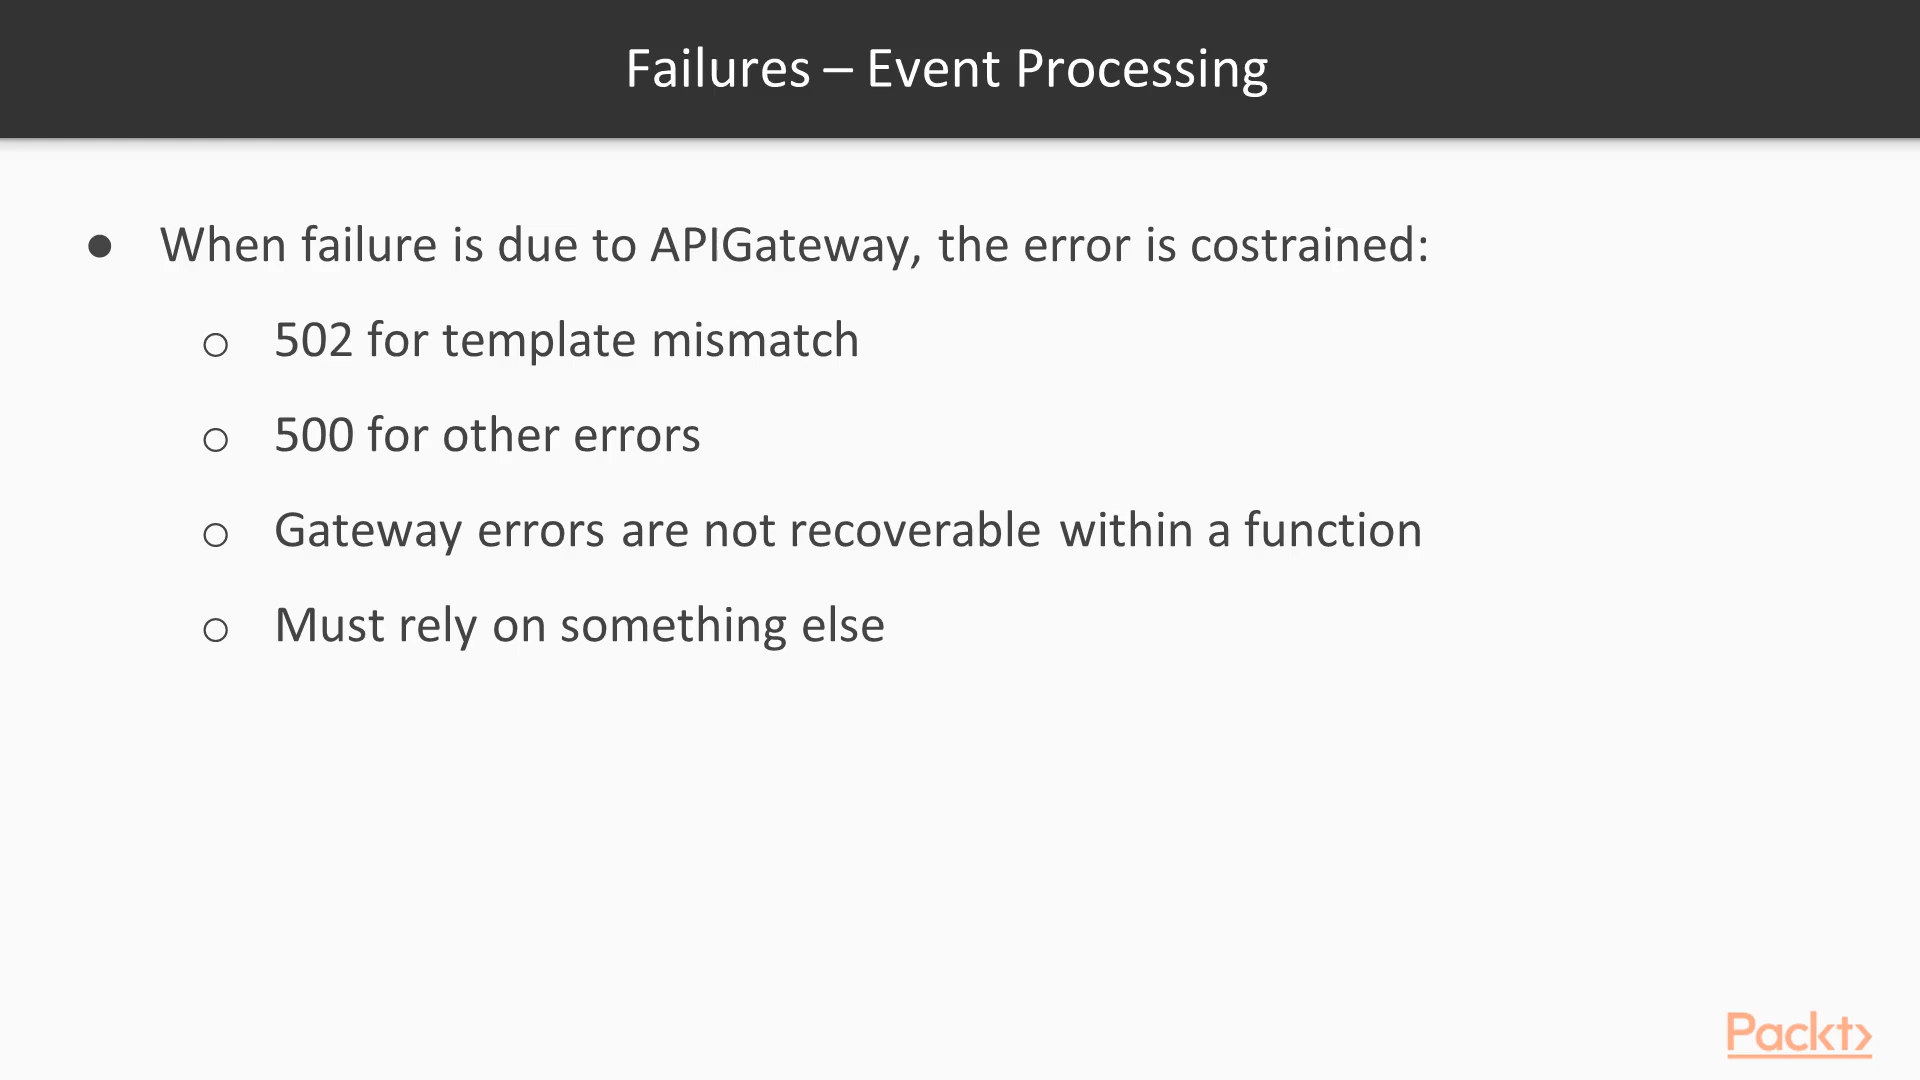 Failures – Event Processing
● When failure is due to APIGateway, the error is costrained:
○ 502 for template mismatch
○ 500 for other errors
○ Gateway errors are not recoverable within a function
○ Must rely on something else
Packt>